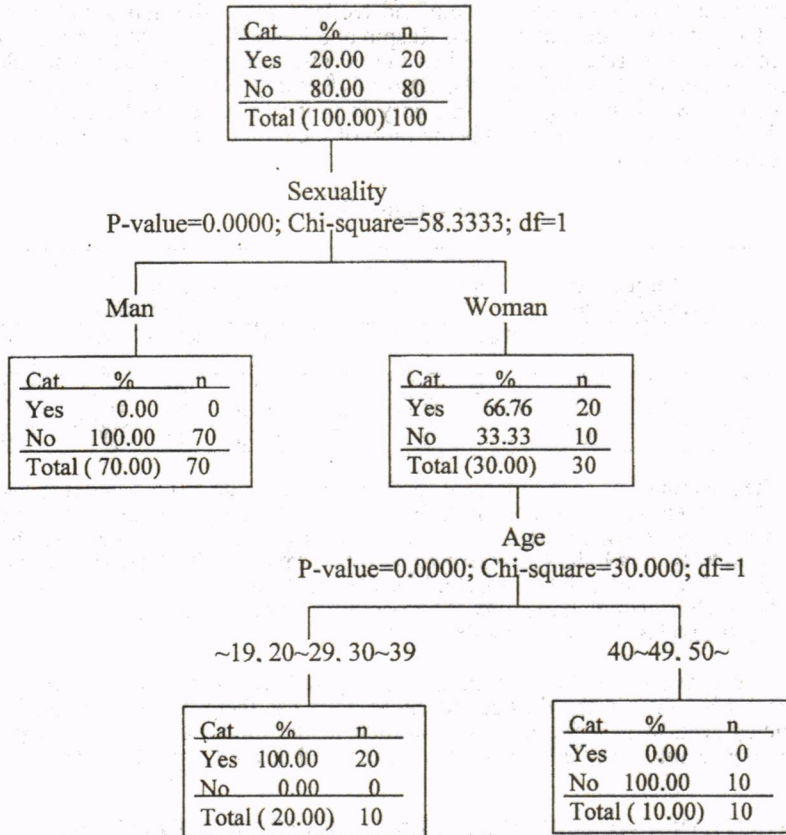 Cat. % n
Yes 20.00 20
No 80.00 80
Total (100.00) 100
Sexuality
P-value=0.0000; Chi-square=58.3333; df=1
Man
Woman
Cat. % n
Yes 0.00 0
No 100.00 70
Total ( 70.00) 70
Cat. % n
Yes 66.76 20
No 33.33 10
Total (30.00) 30
Age
P-value=0.0000; Chi-square=30.000; df=1
~19, 20~29, 30~39
40~49, 50~
Cat. % n
Yes 100.00 20
No 0.00 0
Total ( 20.00) 10
Cat. % n
Yes 0.00 0
No 100.00 10
Total ( 10.00) 10